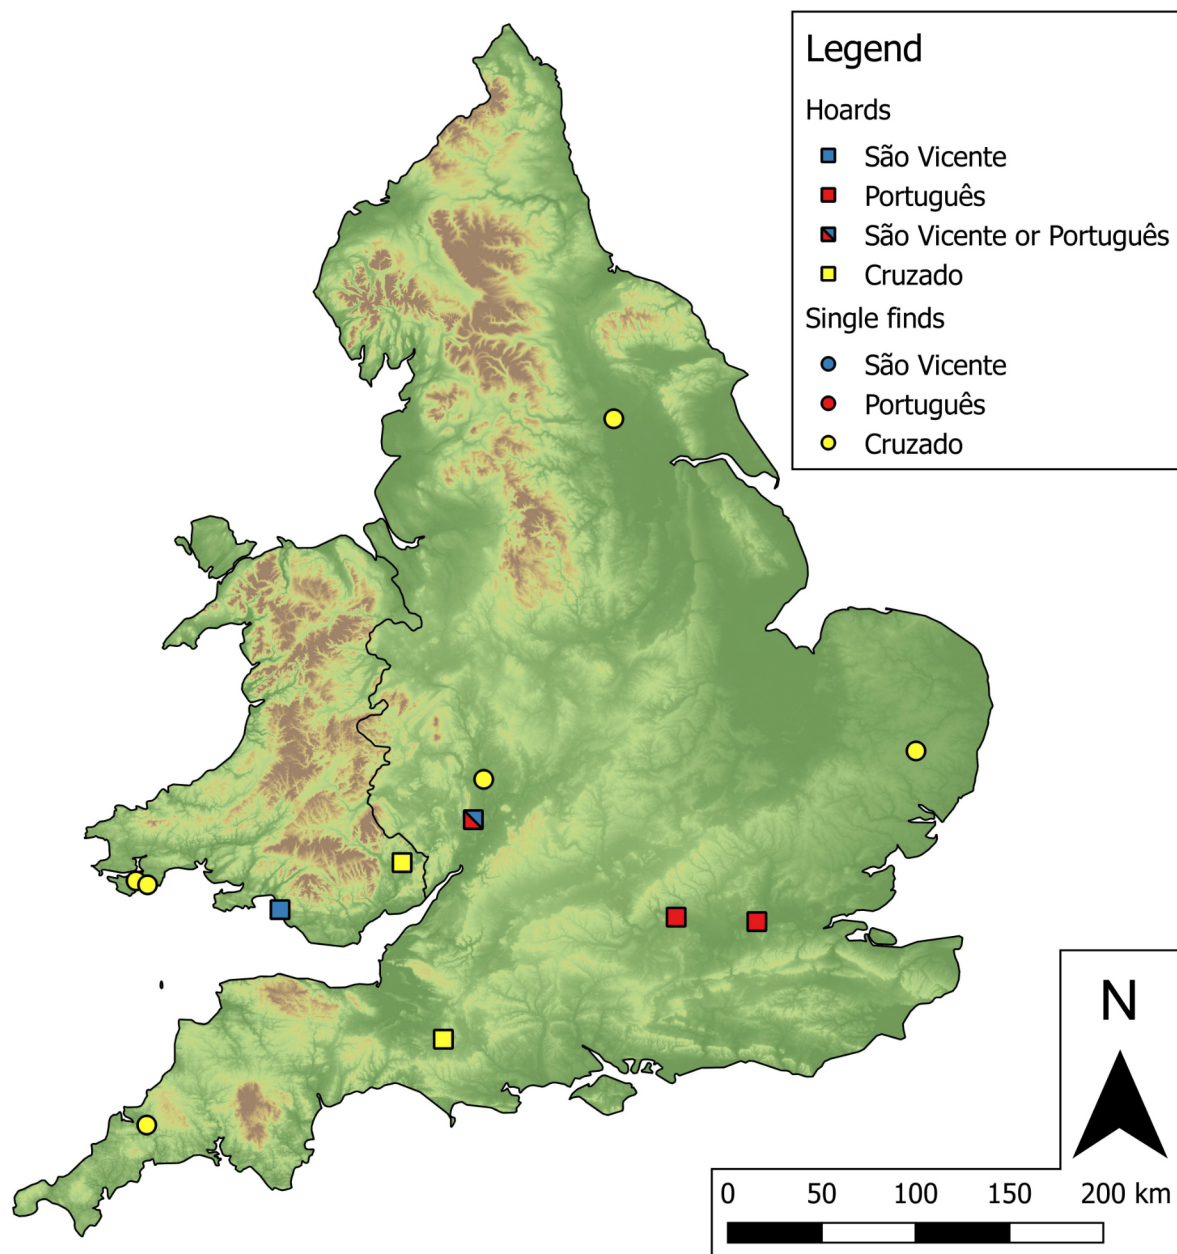 Legend
Hoards
São Vicente
Português
São Vicente or Português
Cruzado
Single finds
São Vicente
Português
Cruzado
N
0 50 100 150 200 km